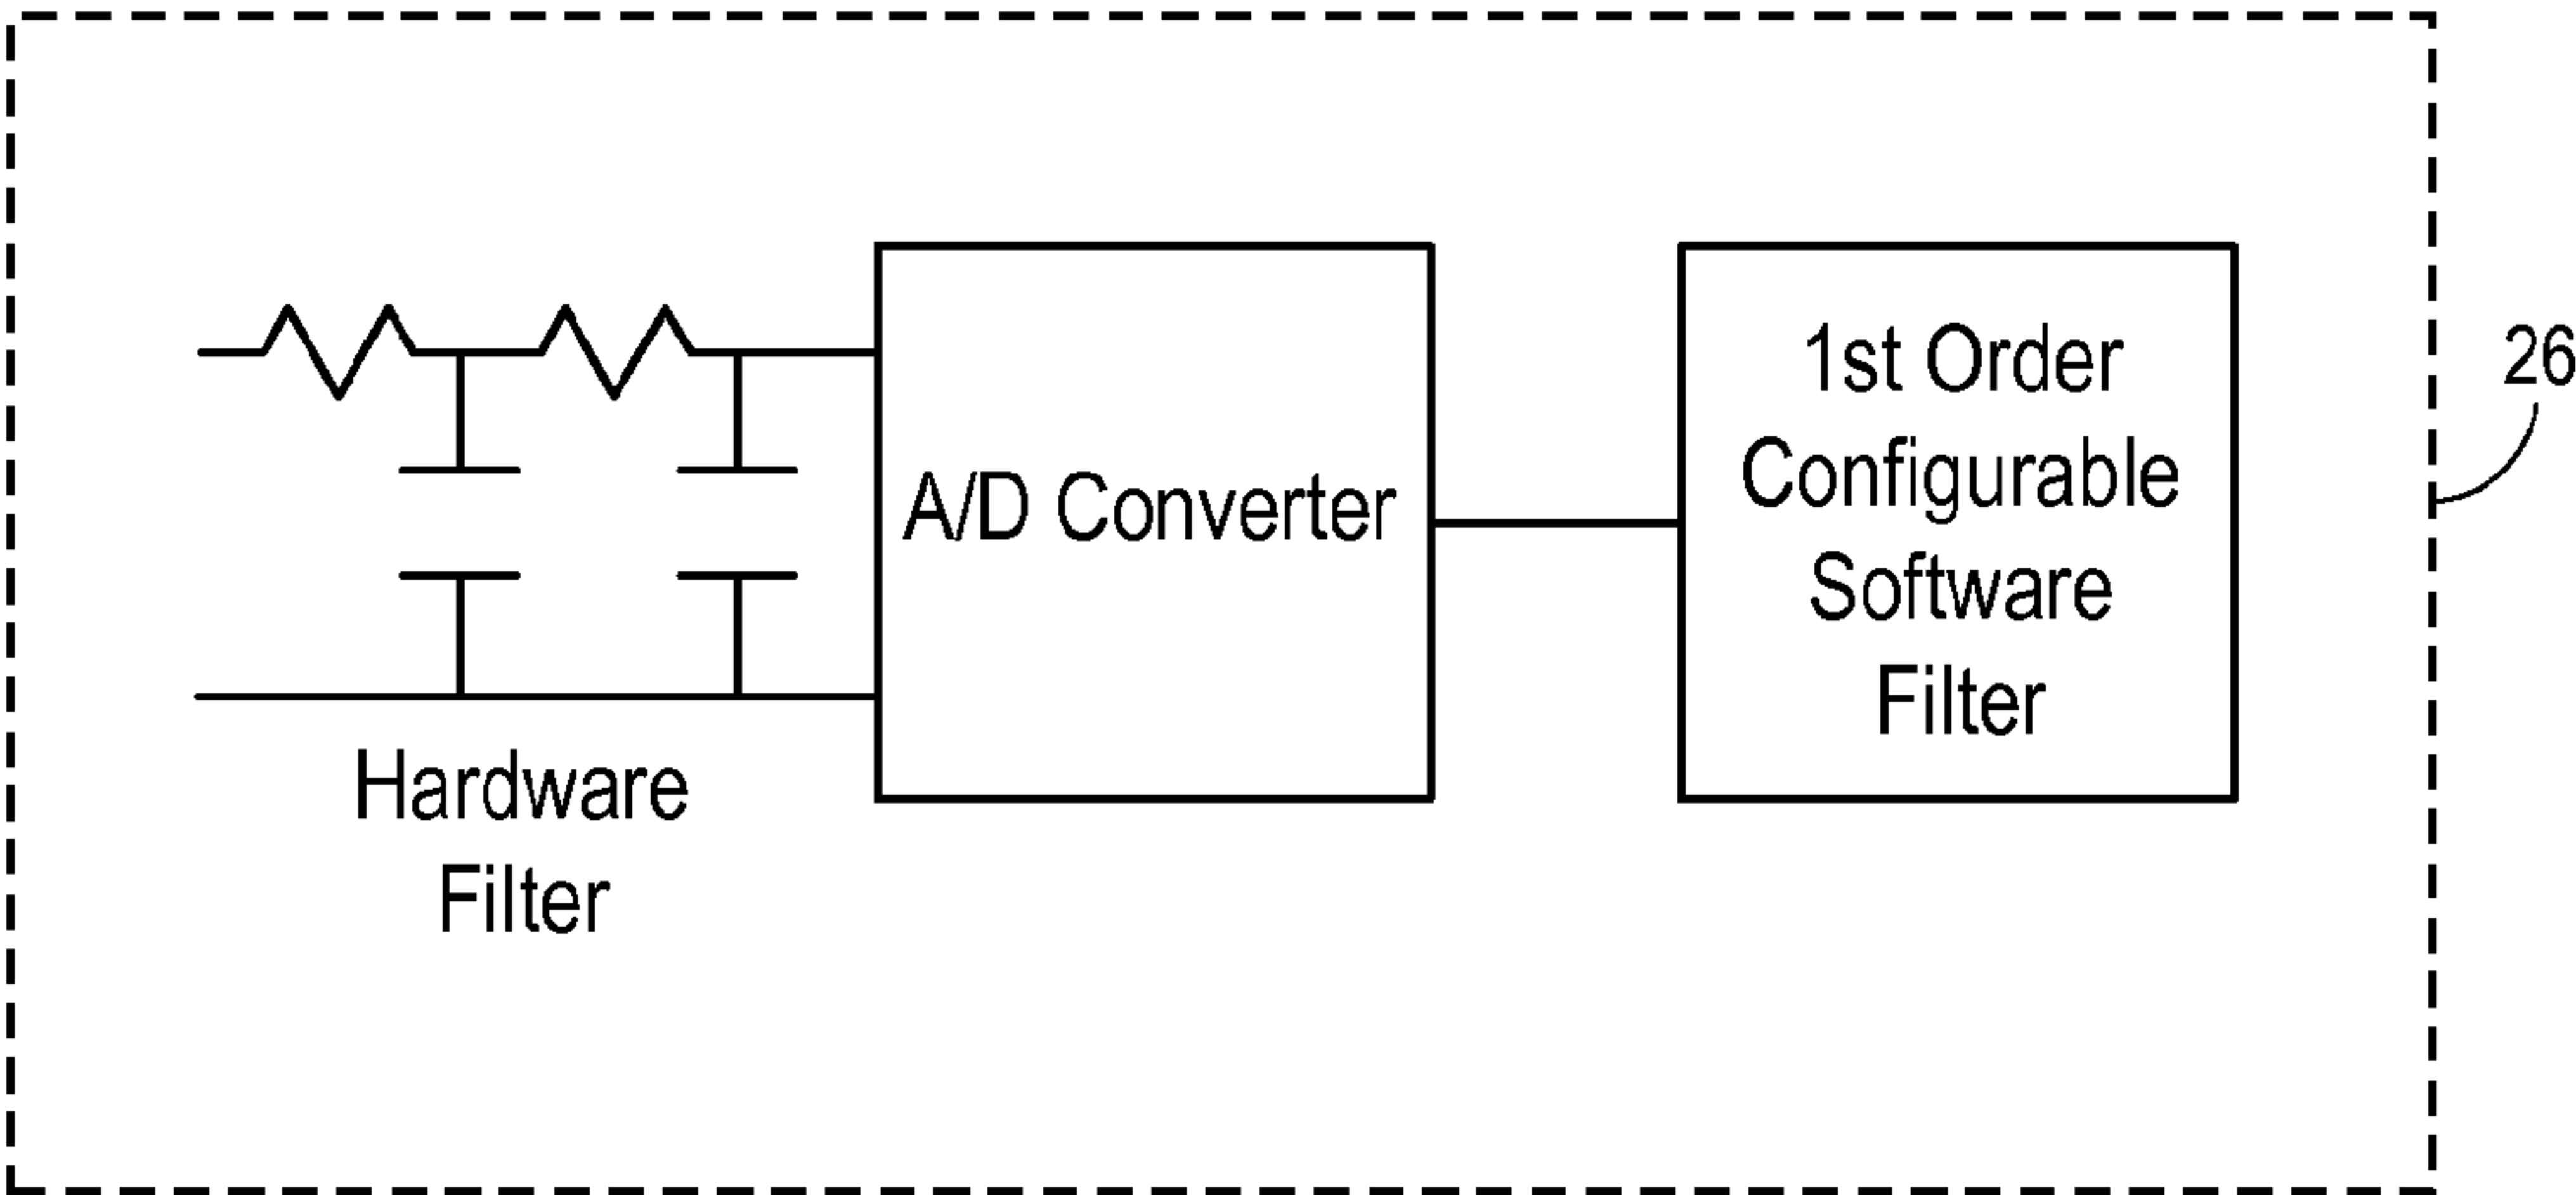 Hardware
Filter
A/D Converter
1st Order
Configurable
Software
Filter
26